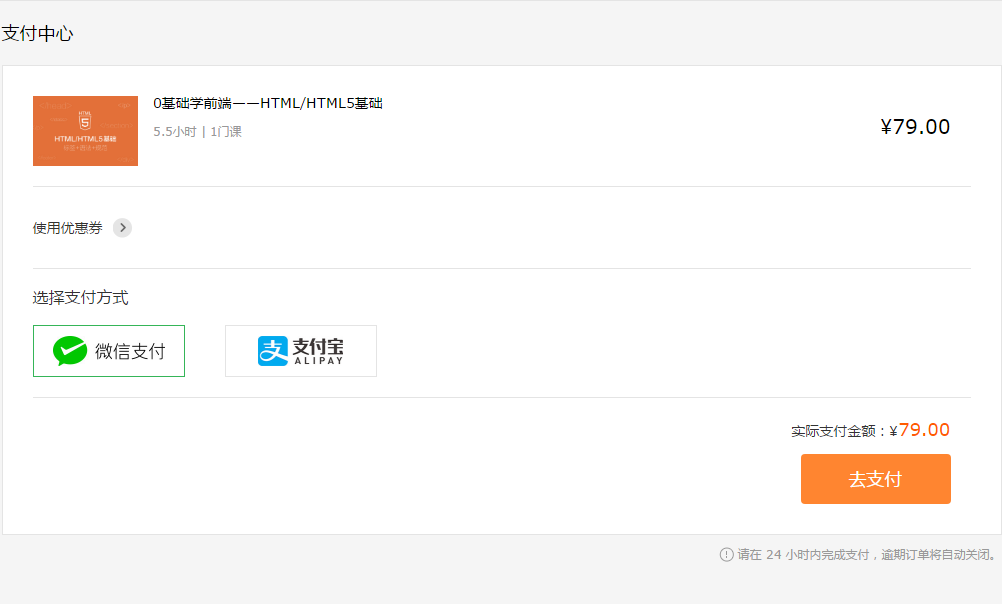 支付中心
0基础学前端——HTML/HTML5基础
5.5小时 | 1门课
¥79.00
HTML
5
HTML/HTML5基础
使用优惠券
选择支付方式
微信支付
支付宝
ALIPAY
实际支付金额：¥79.00
去支付
请在 24 小时内完成支付，逾期订单将自动关闭。